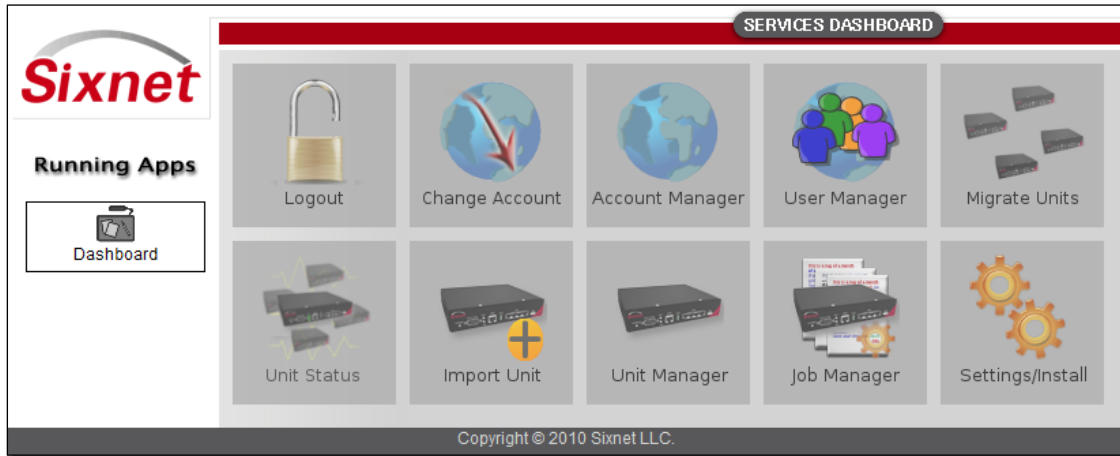 SERVICES DASHBOARD
Sixnet
Running Apps
Dashboard
Logout
Change Account
Account Manager
User Manager
Migrate Units
Unit Status
Import Unit
Unit Manager
Job Manager
Settings/Install
Copyright © 2010 Sixnet LLC.